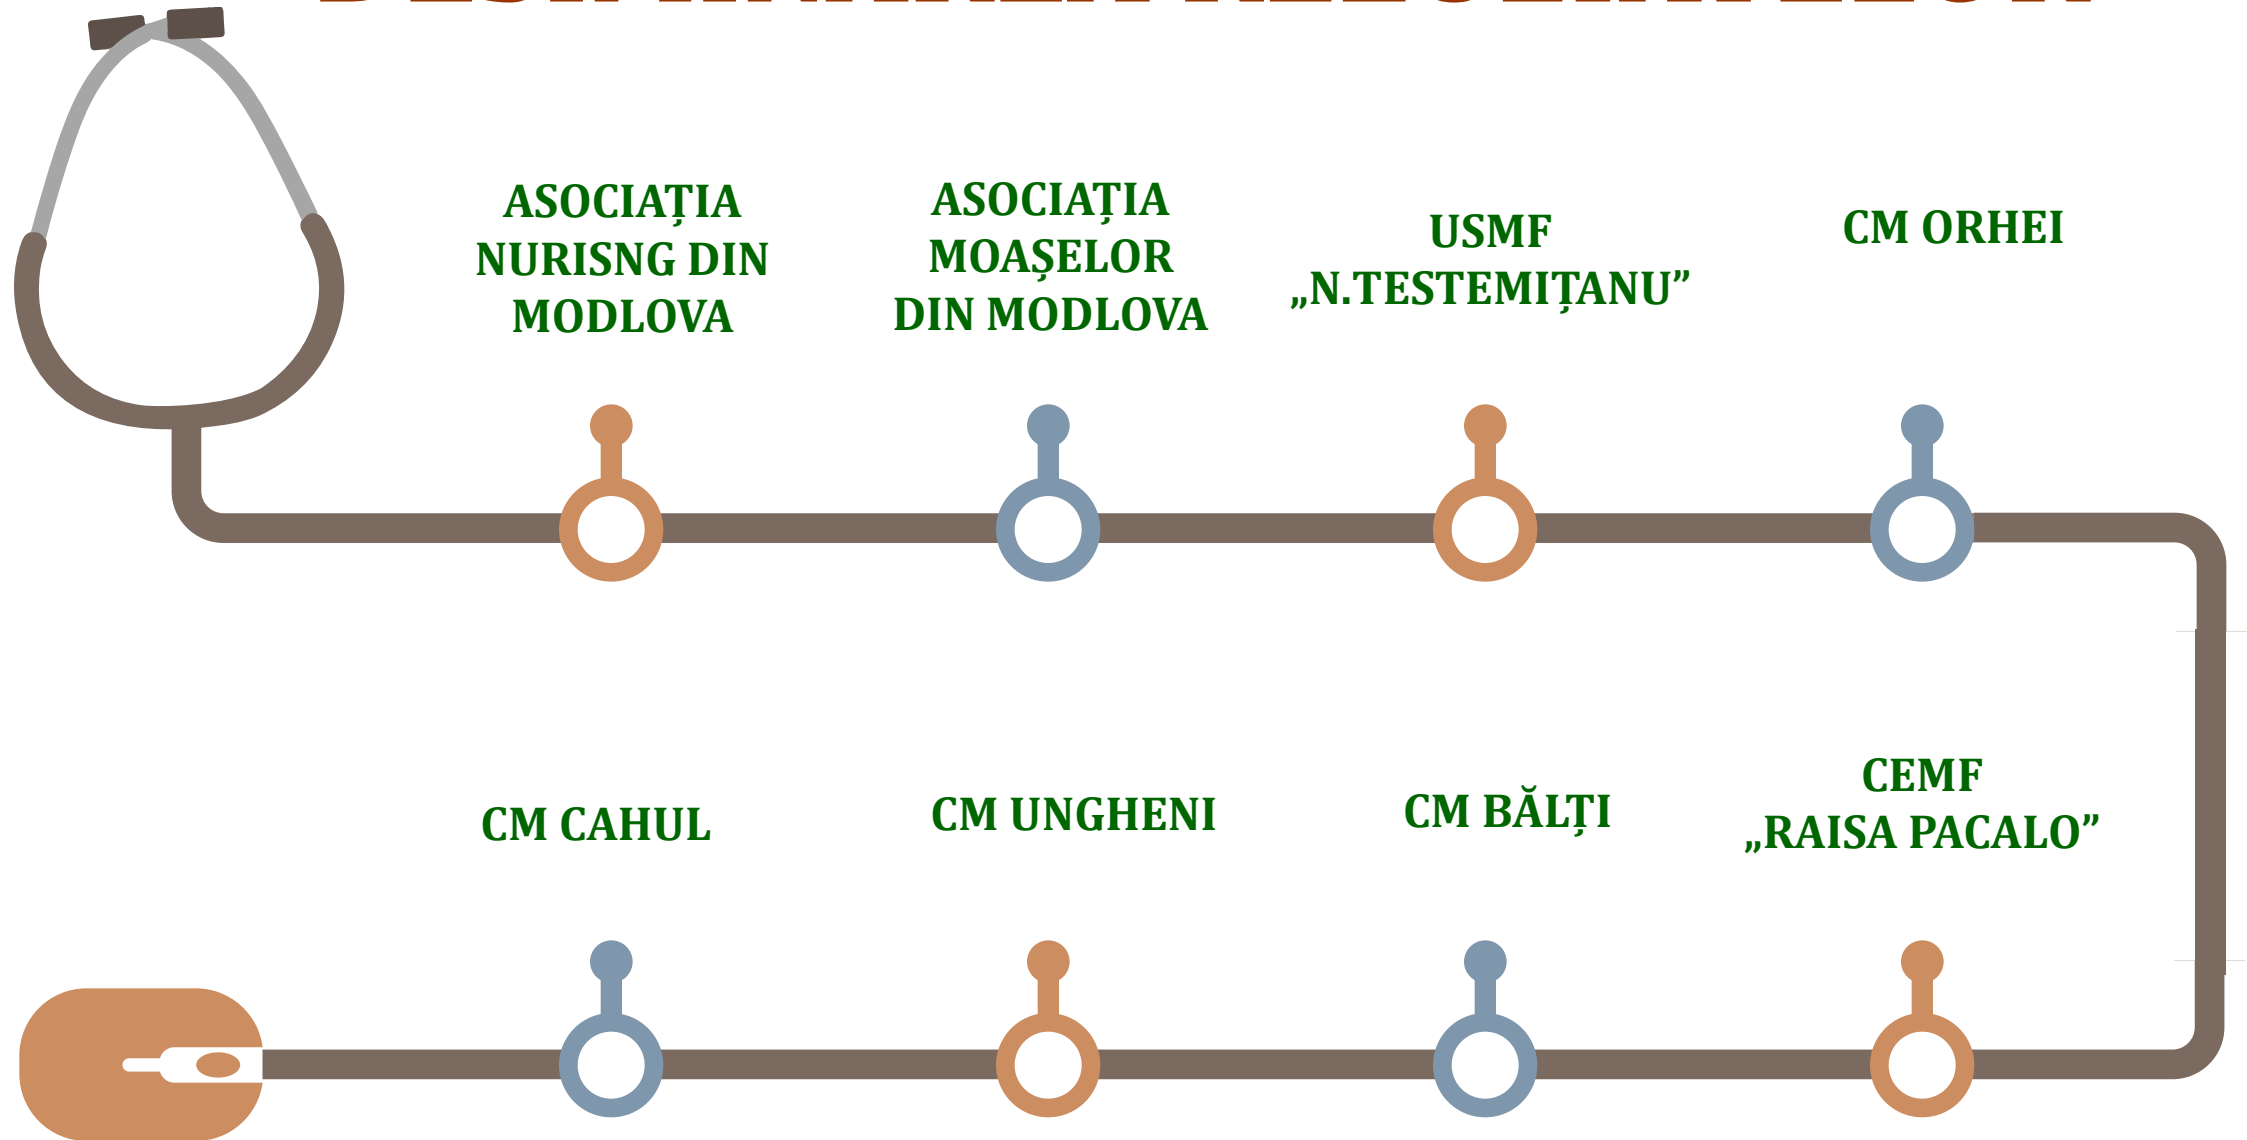 ASOCIAȚIA
NURISNG DIN
MODLOVA
ASOCIAȚIA
MOAȘELOR
DIN MODLOVA
USMF
„N.TESTEMIȚANU”
CM ORHEI
CM CAHUL
CM UNGHENI
CM BĂLȚI
CEMF
„RAISA PACALO”